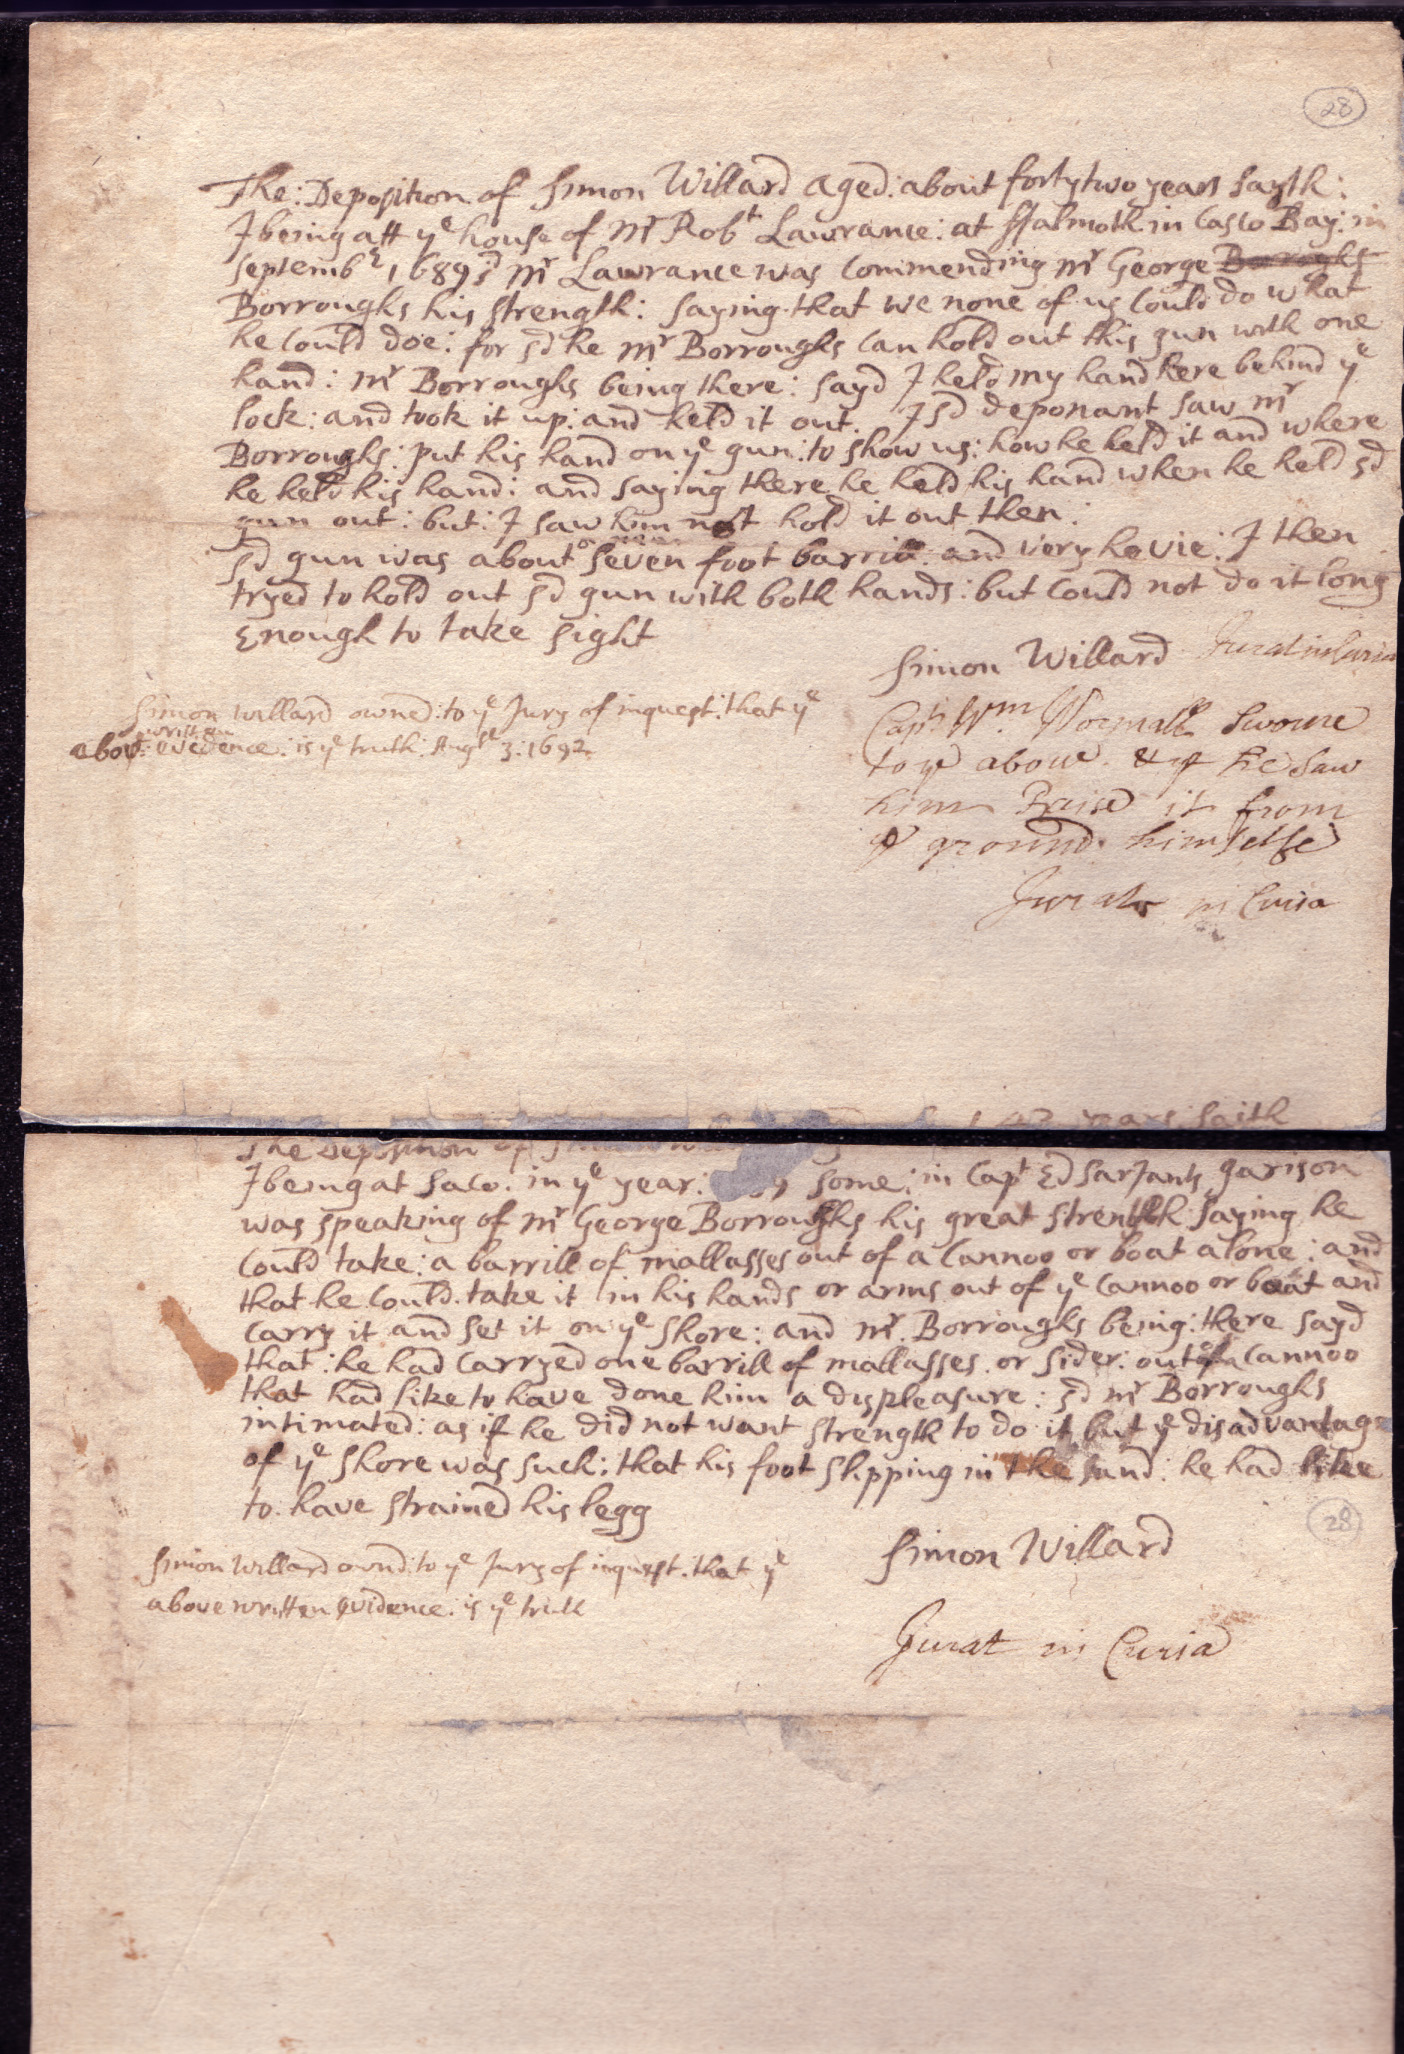 28
The: Deposition of Simon Willard aged: about forty two years sayth:
I being att yᵉ house of Mʳ Robᵗ Lawrance: at ffalmoth in Casco Bay: in
Septembʳ 1689 sᵈ Mʳ Lawrance was Commending mʳ George Borroghs
Borroughs his strength: saying that we none of us Could do what
he Could doe: for sᵈ he mʳ Borroughs Can hold out this gun with one
hand: mʳ Borroughs being there: sayd I held my hand here behind yᵉ
lock: and took it up: and held it out. I sᵈ deponant saw mʳ
Borroughs: put his hand on yᵉ gun: to show us: how he held it and where
he held his hand: and saying there he held his hand when he held sᵈ
gun out: but: I saw him not hold it out then:
sᵈ gun was about seven foot barrill: and very hevie: I then
tryed to hold out sᵈ gun with both hands: but Could not do it long
Enough to take sight
Simon Willard Jurat in Curia
Simon Willard owned: to yᵉ Jury of inquest: that yᵉ
written
above: evedence: is yᵉ truth: Augˢᵗ 3: 1692
Capᵗ Wᵐ Wormall Sworne
to yᵉ above & yᵗ he Saw
him Raise it from
yᵉ ground himselfe
Jurat in Curia
years saith
The Deposition of
I being at Saco. in yᵉ year: 9 some: in Capᵗ Ed Sarjants garison
was speaking of mʳ George Borroughs his great strenth: saying he
Could take: a barrill of mallasses out of a Cannoo or boat alone: and
that he Could take it in his hands or arms out of yᵉ Cannoo or boat and
Carry it and set it on yᵉ shore: and mʳ. Borroughs being: there sayd
that: he had Carryed one barrill of mallasses or sider: out of a Cannoo
that had like to have done him a displeasure: sᵈ mʳ Borroughs
intimated: as if he did not want strength to do it but yᵉ disadvantage
of yᵉ shore was such: that his foot slipping in the sand: he had like
to. have strained his legg
28
Simon Willard
Simon Willard ownd: to yᵉ Jury of inquest: that yᵉ
above written Evidence: is yᵉ truth
Jurat in Curia